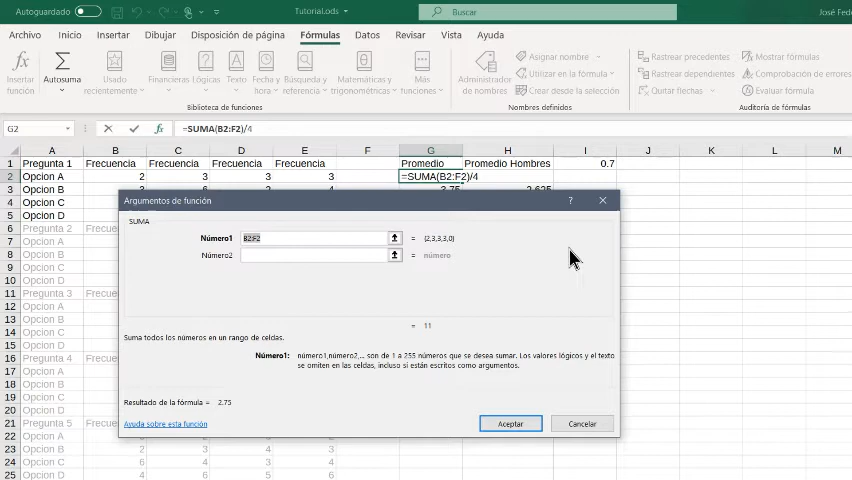 Autoguardado
Tutorial.ods
Buscar
José Fede
Archivo Inicio Insertar Dibujar Disposición de página Fórmulas Datos Revisar Vista Ayuda
Insertar función
Autosuma
Usado recientemente
Financieras
Lógicas
Texto
Fecha y hora
Búsqueda y referencia
Matemáticas y trigonométricas
Más funciones
Biblioteca de funciones
Administrador de nombres
Asignar nombre
Utilizar en la fórmula
Crear desde la selección
Nombres definidos
Rastrear precedentes
Rastrear dependientes
Quitar flechas
Mostrar fórmulas
Comprobación de errores
Evaluar fórmula
Auditoría de fórmulas
G2 fx =SUMA(B2:F2)/4
A B C D E F G H I J K L M
1 Pregunta 1 Frecuencia Frecuencia Frecuencia Frecuencia Promedio Promedio Hombres 0.7
2 Opcion A 2 3 3 3 =SUMA(B2:F2)/4
3 Opcion B 3.75 2.625
4 Opcion C
5 Opcion D
6 Pregunta 2 Frecue
7 Opcion A
8 Opcion B
9 Opcion C
10 Opcion D
11 Pregunta 3 Frecue
12 Opcion A
13 Opcion B
14 Opcion C
15 Opcion D
16 Pregunta 4 Frecue
17 Opcion A
18 Opcion B
19 Opcion C
20 Opcion D
21 Pregunta 5 Frecue
22 Opcion A
23 Opcion B 2 3 4 3
24 Opcion C 6 4 3 6
25 Opcion D 4 6 5 6
Argumentos de función ?
SUMA
Número1 B2:F2 = {2,3,3,3,0}
Número2 = número
= 11
Suma todos los números en un rango de celdas.
Número1: número1,número2,... son de 1 a 255 números que se desea sumar. Los valores lógicos y el texto
se omiten en las celdas, incluso si están escritos como argumentos.
Resultado de la fórmula = 2.75
Ayuda sobre esta función
Aceptar
Cancelar